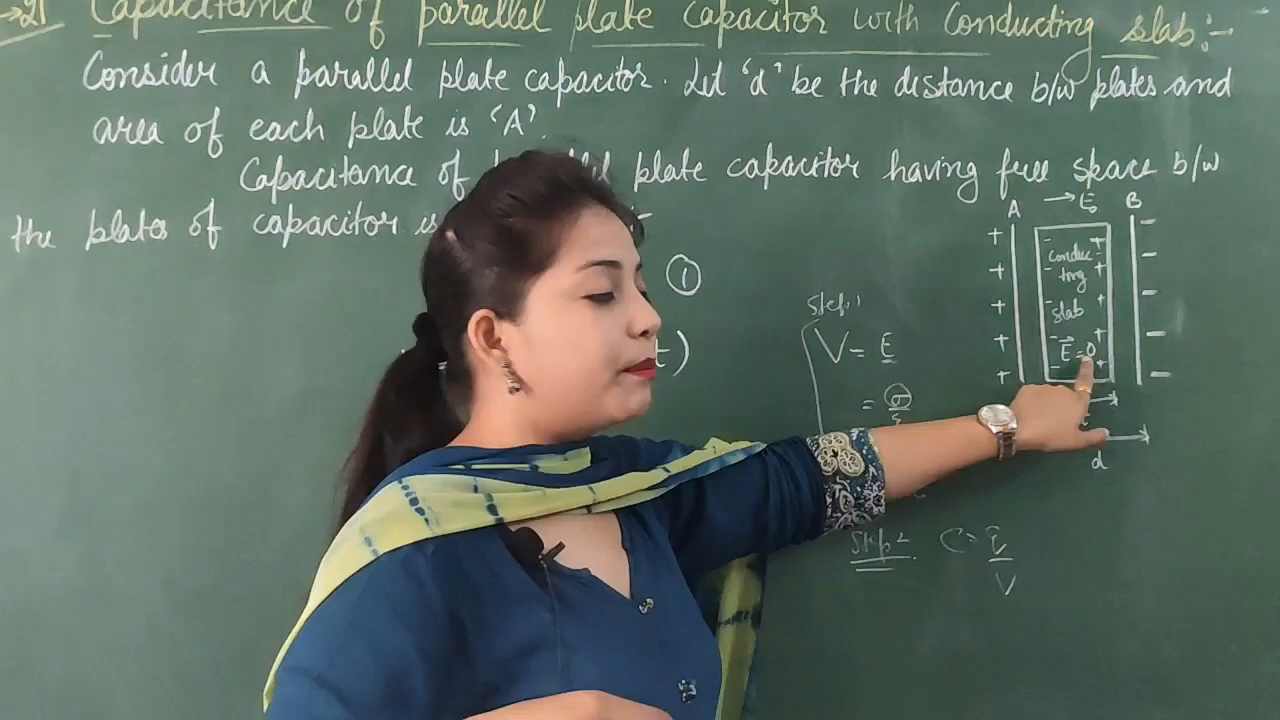 →21 Capacitance of parallel plate capacitor with conducting slab:-
Consider a parallel plate capacitor. Let 'd' be the distance b/w plates and
area of each plate is 'A'.
Capacitance of plate capacitor having free space b/w
the plates of capacitor is
①
t)
Step 1
V = E
= σ
Step 2 C =
V
→ E₀
A B
+ + + + +
- - - - -
conduc-
ting
slab
E = 0
d